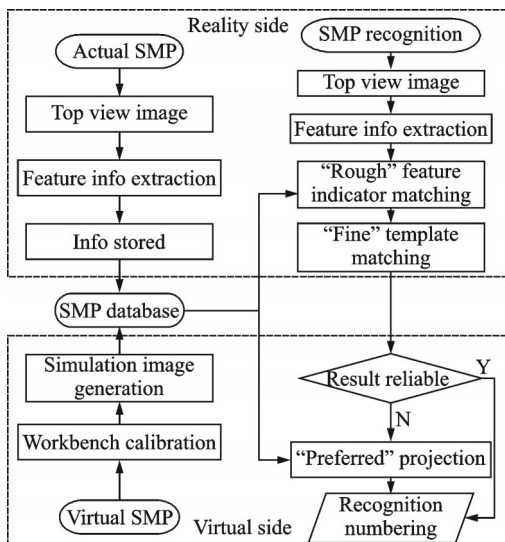 Reality side
Actual SMP
Top view image
Feature info extraction
Info stored
SMP database
Simulation image
generation
Workbench calibration
Virtual SMP
SMP recognition
Top view image
Feature info extraction
“Rough” feature
indicator matching
“Fine” template
matching
Result reliable
Y
N
“Preferred” projection
Recognition
numbering
Virtual side